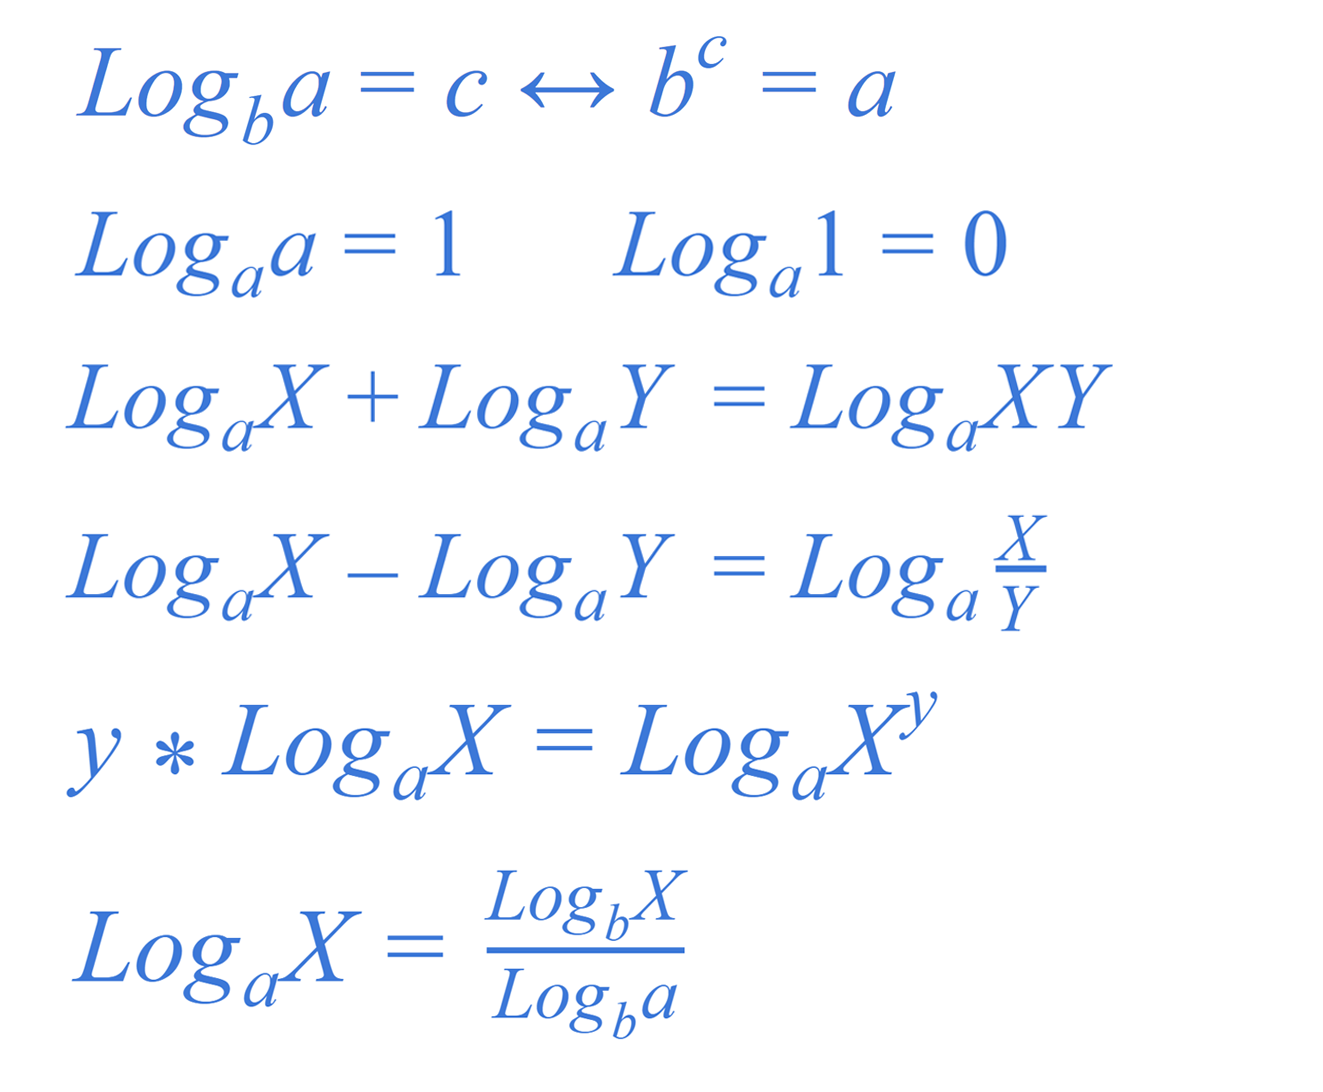 Log_b a = c ↔ b^c = a
Log_a a = 1 Log_a 1 = 0
Log_a X + Log_a Y = Log_a XY
Log_a X – Log_a Y = Log_a X/Y
y * Log_a X = Log_a X^y
Log_a X = Log_b X / Log_b a